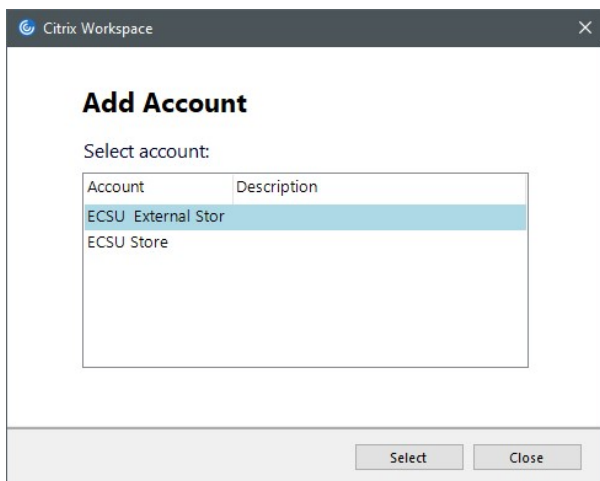 Citrix Workspace
Add Account
Select account:
Account Description
ECSU External Stor
ECSU Store
Select Close